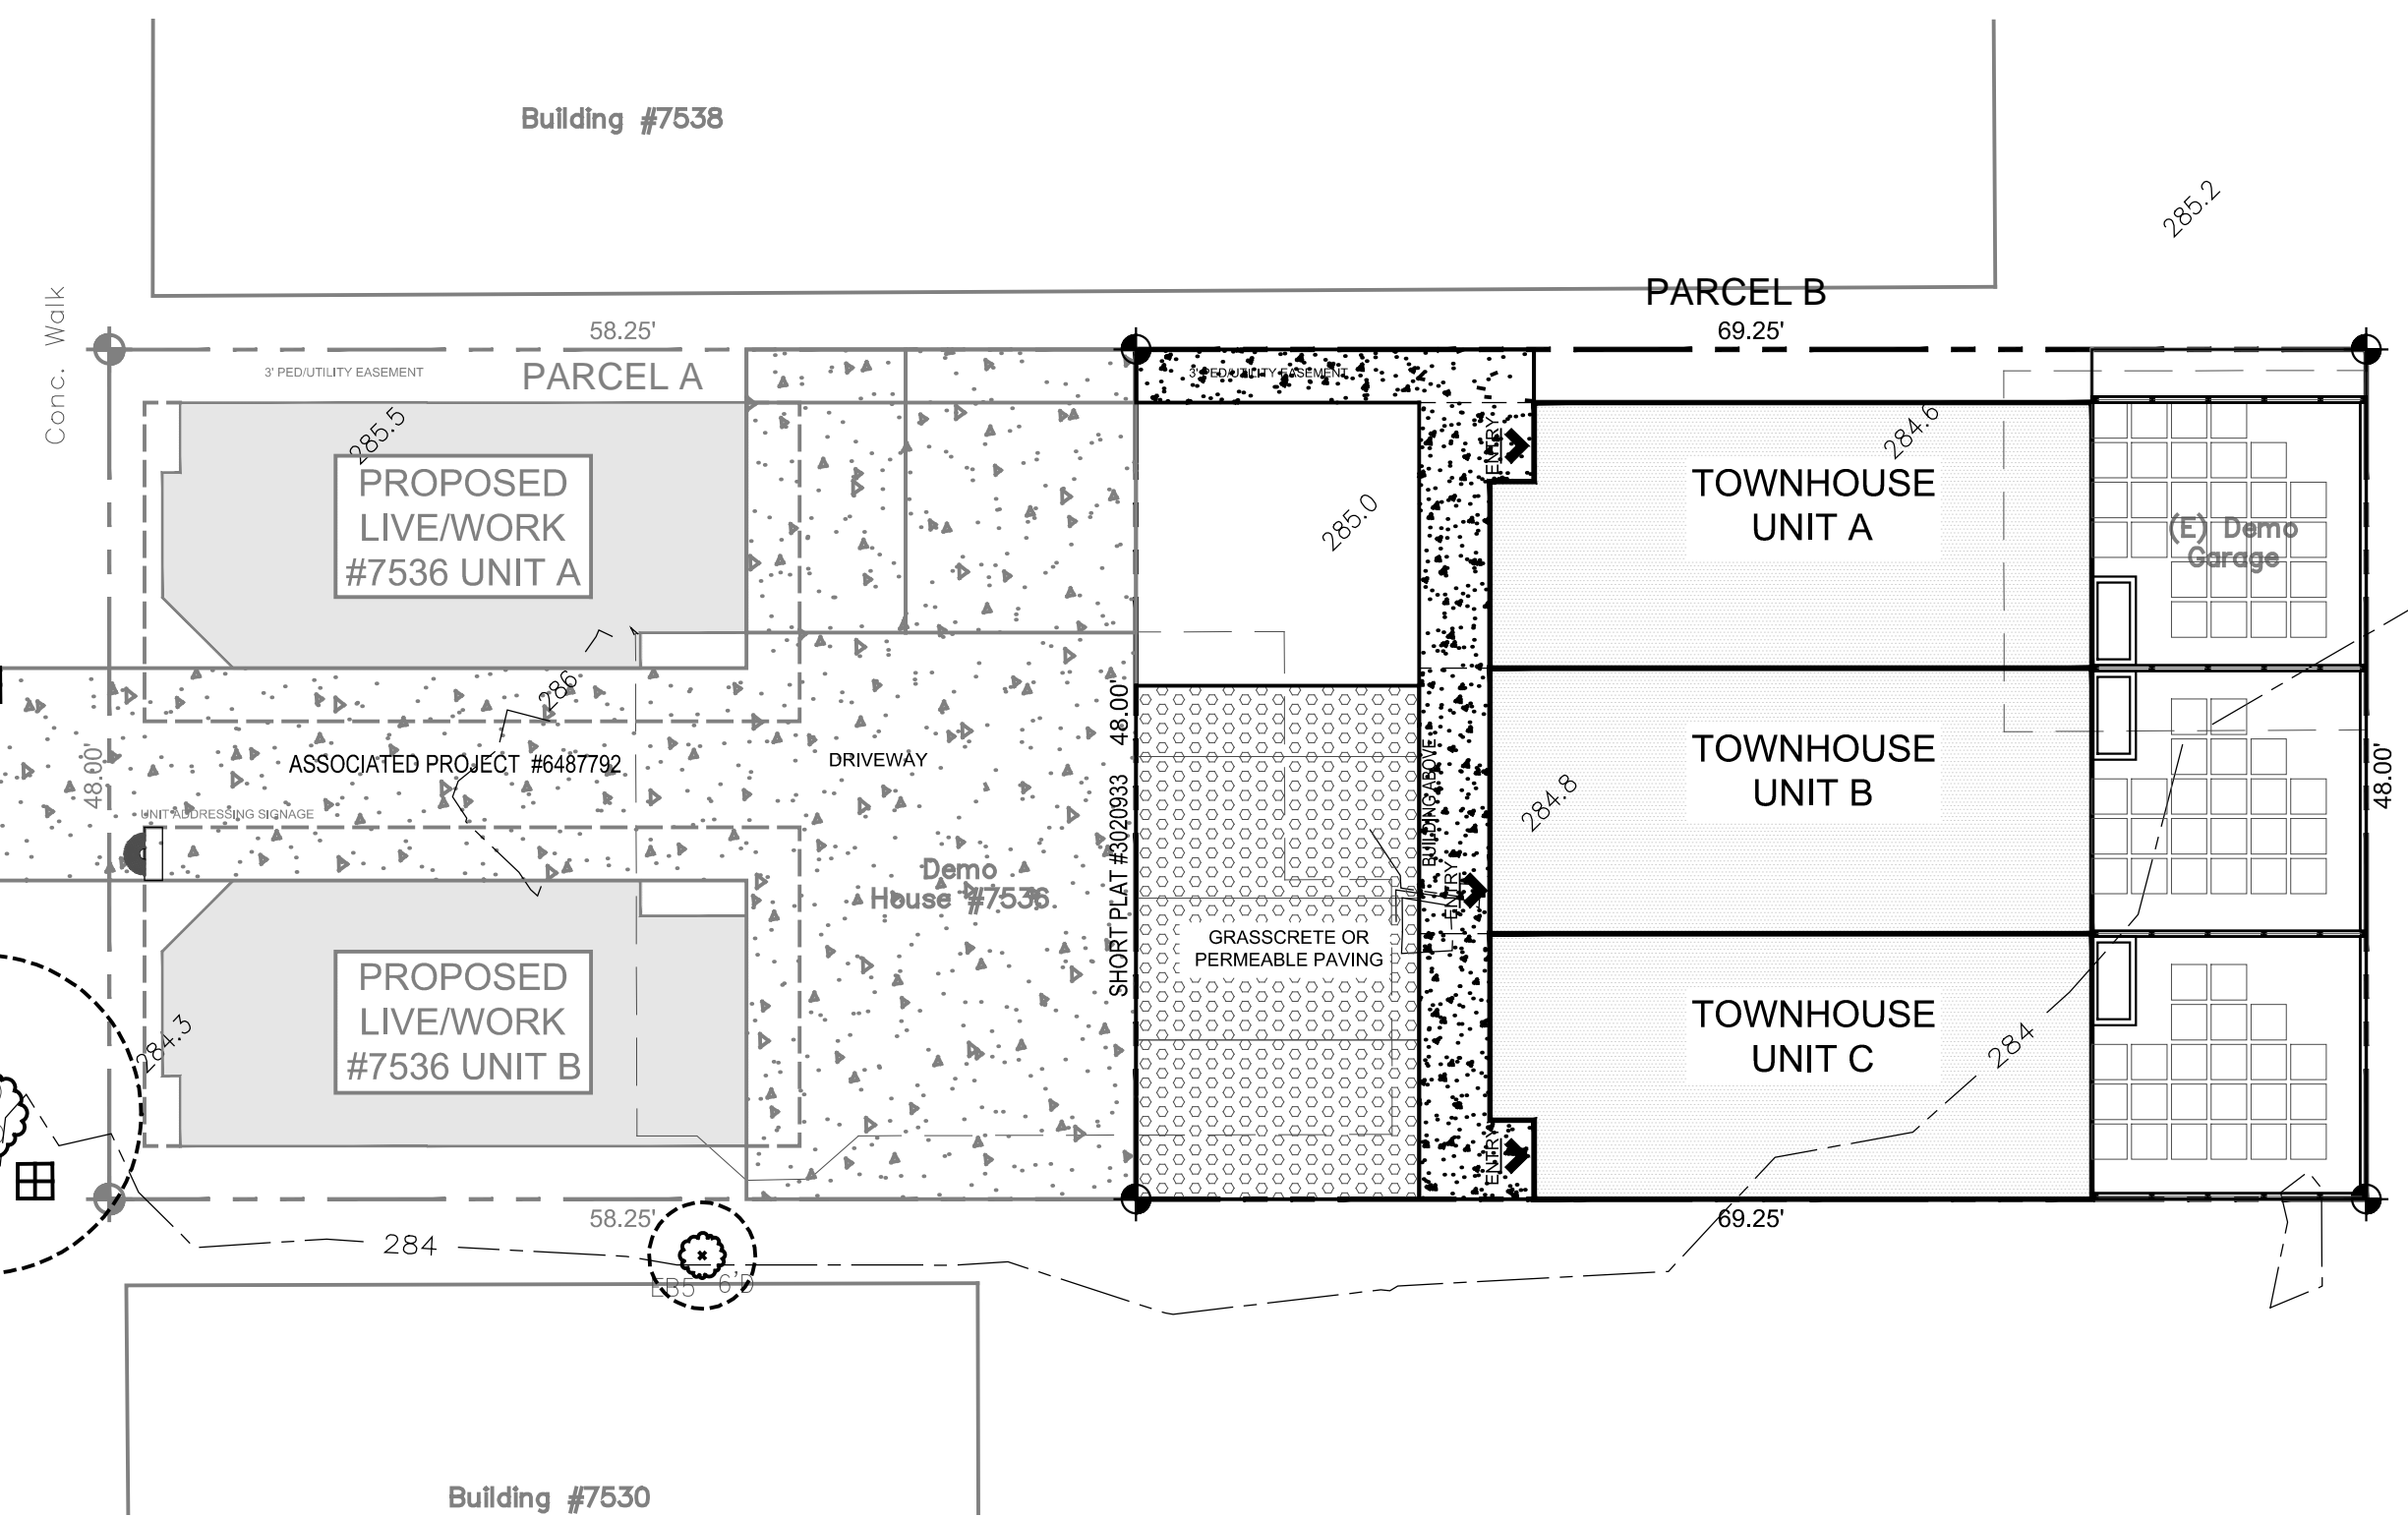 Building #7538
285.2
Conc. Walk
PARCEL B
58.25'
69.25'
3' PED/UTILITY EASEMENT
PARCEL A
3' PED/UTILITY EASEMENT
285.5
284.6
ENTRY
PROPOSED
LIVE/WORK
#7536 UNIT A
285.0
TOWNHOUSE
UNIT A
(E) Demo
Garage
286
48.00'
ASSOCIATED PROJECT #6487792
DRIVEWAY
SHORT PLAT #3020933 48.00'
BUILDING ABOVE
TOWNHOUSE
UNIT B
284.8
48.00'
UNIT ADDRESSING SIGNAGE
Demo
House #7536
ENTRY
GRASSCRETE OR
PERMEABLE PAVING
PROPOSED
LIVE/WORK
#7536 UNIT B
284.3
TOWNHOUSE
UNIT C
284
ENTRY
58.25'
69.25'
284
EB5 6'D
Building #7530